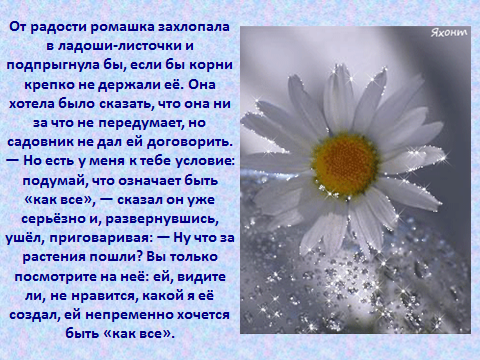 От радости ромашка захлопала
в ладоши-листочки и
подпрыгнула бы, если бы корни
крепко не держали её. Она
хотела было сказать, что она ни
за что не передумает, но
садовник не дал ей договорить.
— Но есть у меня к тебе условие:
подумай, что означает быть
«как все», — сказал он уже
серьёзно и, развернувшись,
ушёл, приговаривая: — Ну что за
растения пошли? Вы только
посмотрите на неё: ей, видите
ли, не нравится, какой я её
создал, ей непременно хочется
быть «как все».
Яхонт